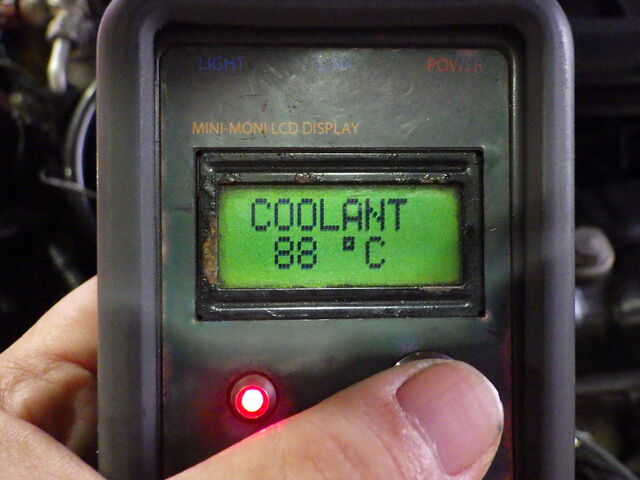 LIGHT POWER
MINI-MONI LCD DISPLAY
COOLANT
88 °C